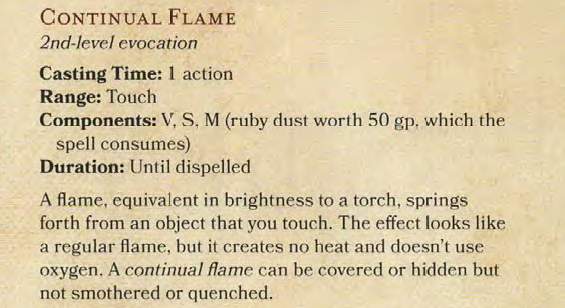 CONTINUAL FLAME
2nd-level evocation
Casting Time: 1 action
Range: Touch
Components: V, S, M (ruby dust worth 50 gp, which the
spell consumes)
Duration: Until dispelled
A flame, equivalent in brightness to a torch, springs
forth from an object that you touch. The effect looks like
a regular flame, but it creates no heat and doesn't use
oxygen. A continual flame can be covered or hidden but
not smothered or quenched.